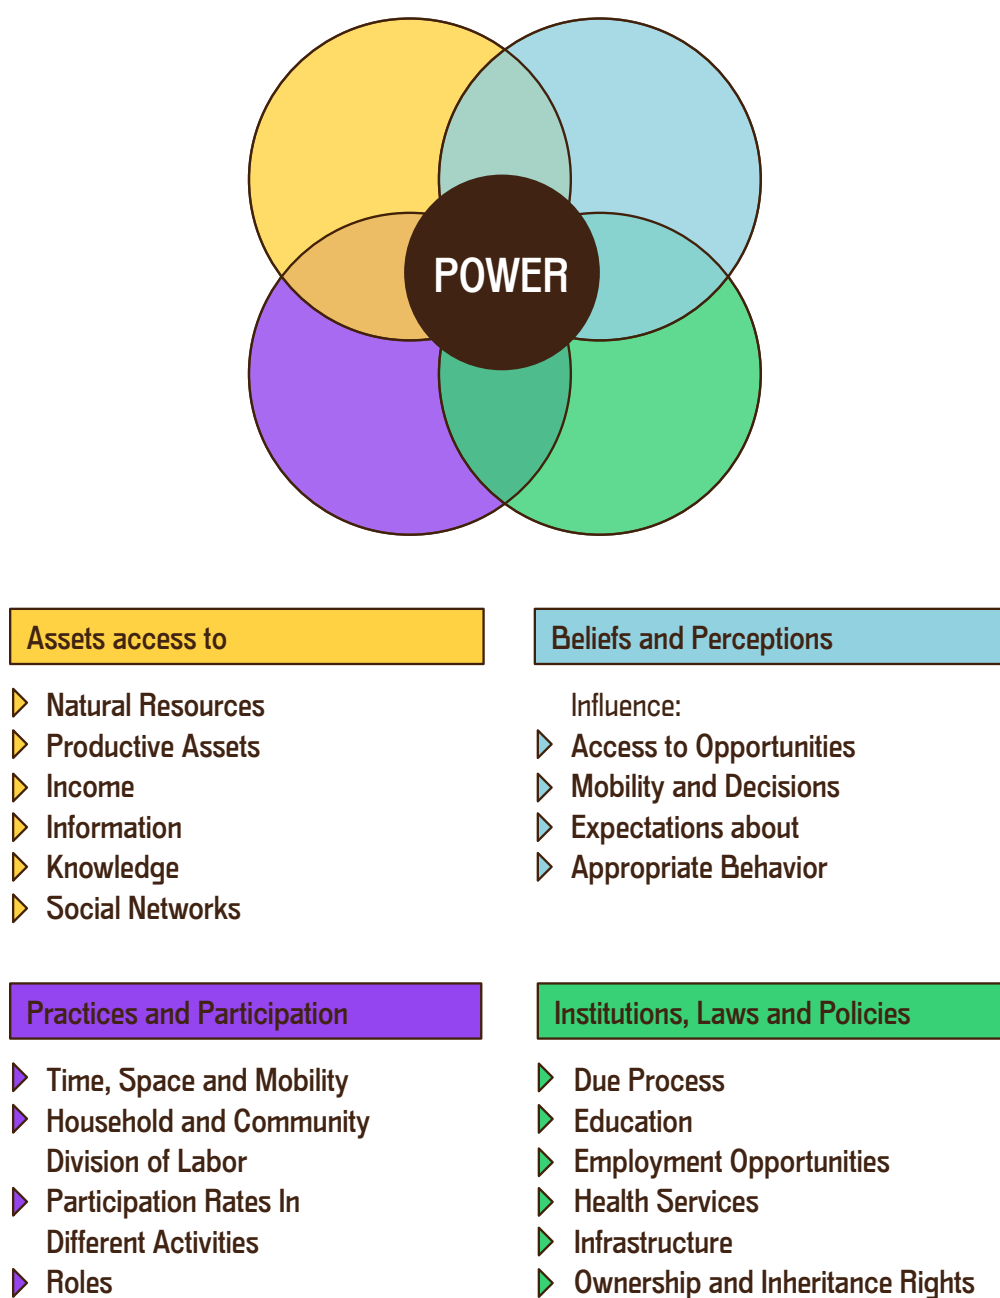 POWER
Assets access to
Natural Resources
Productive Assets
Income
Information
Knowledge
Social Networks
Beliefs and Perceptions
Influence:
Access to Opportunities
Mobility and Decisions
Expectations about
Appropriate Behavior
Practices and Participation
Time, Space and Mobility
Household and Community
Division of Labor
Participation Rates In
Different Activities
Roles
Institutions, Laws and Policies
Due Process
Education
Employment Opportunities
Health Services
Infrastructure
Ownership and Inheritance Rights